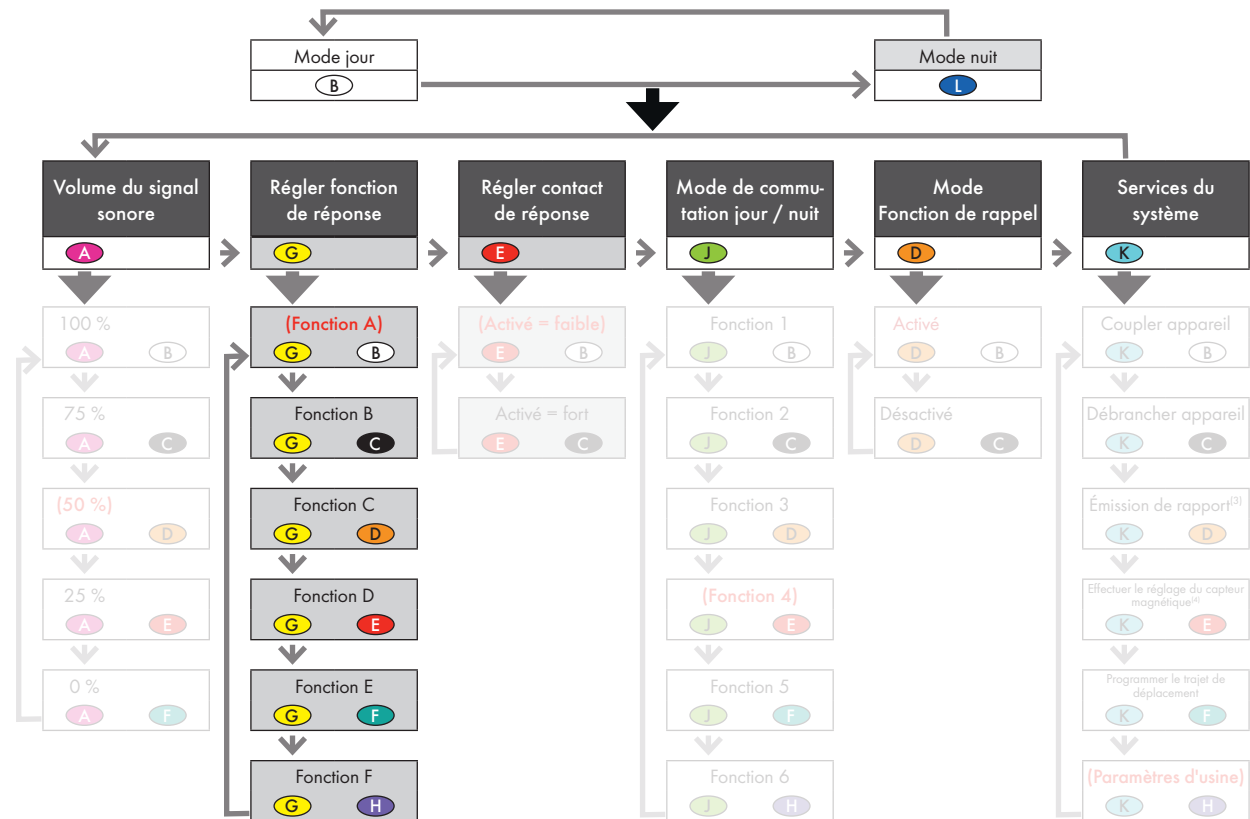 Mode jour
B
Mode nuit
L
Volume du signal
sonore
A
Régler fonction
de réponse
G
Régler contact
de réponse
E
Mode de commu-
tation jour / nuit
J
Mode
Fonction de rappel
D
Services du
système
K
100 %
A B
75 %
A C
(50 %)
A D
25 %
A E
0 %
A F
(Fonction A)
G B
Fonction B
G C
Fonction C
G D
Fonction D
G E
Fonction E
G F
Fonction F
G H
(Activé = faible)
E B
Activé = fort
E C
Fonction 1
J B
Fonction 2
J C
Fonction 3
J D
(Fonction 4)
J E
Fonction 5
J F
Fonction 6
J H
Activé
D B
Désactivé
D C
Coupler appareil
K B
Débrancher appareil
K C
Émission de rapport(3)
K D
Effectuer le réglage du capteur
magnétique(4)
K E
Programmer le trajet de
déplacement
K F
(Paramètres d'usine)
K H